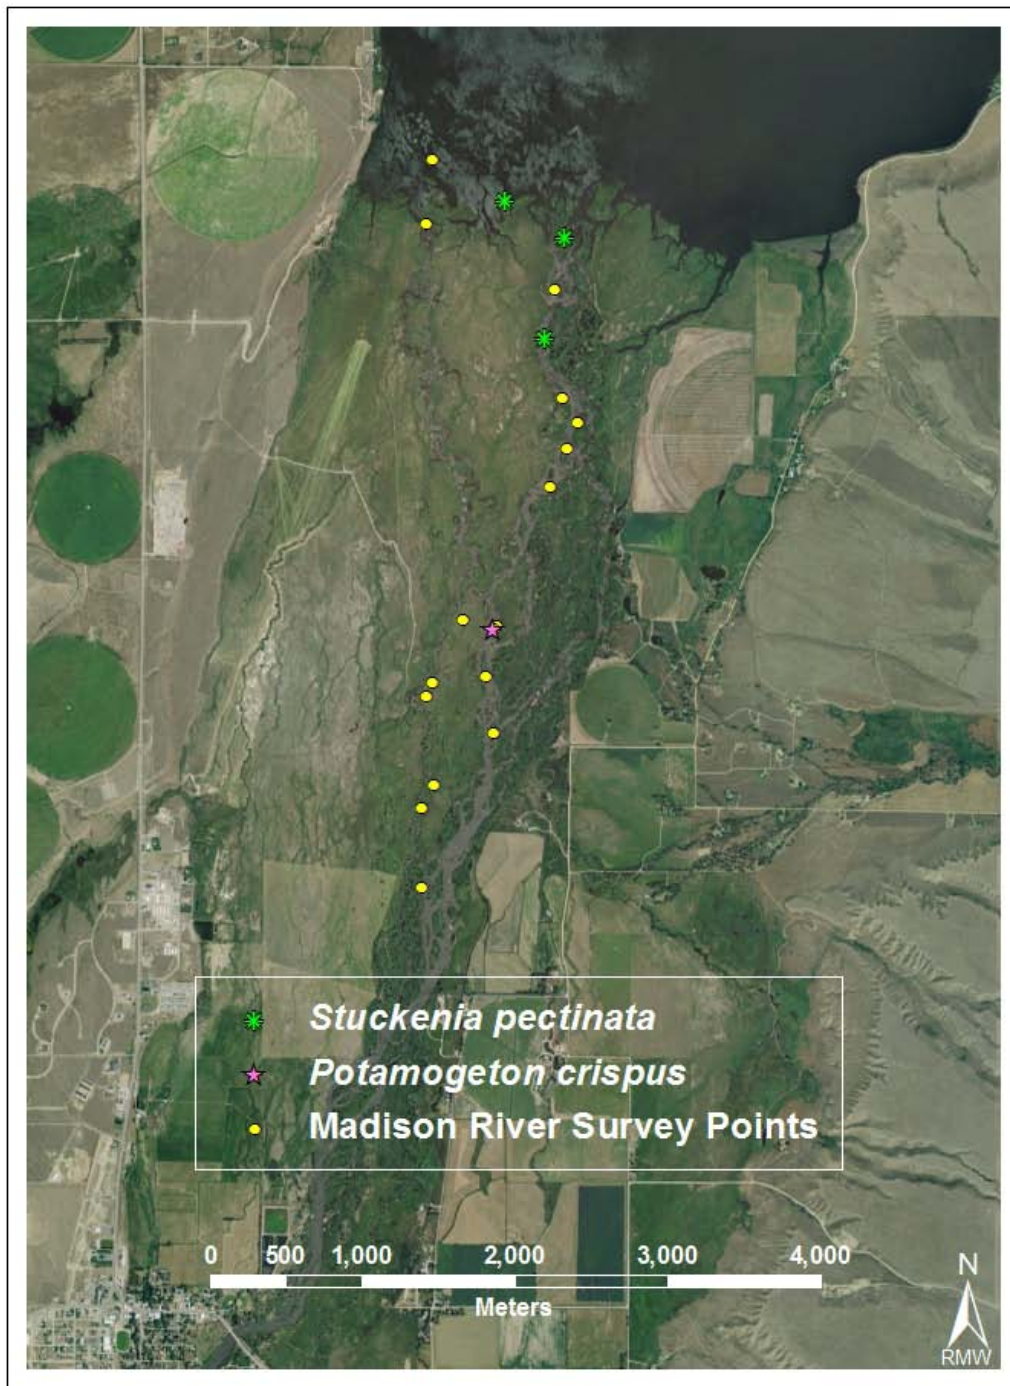 Stuckenia pectinata
Potamogeton crispus
Madison River Survey Points
0 500 1,000 2,000 3,000 4,000
Meters
N
RMW